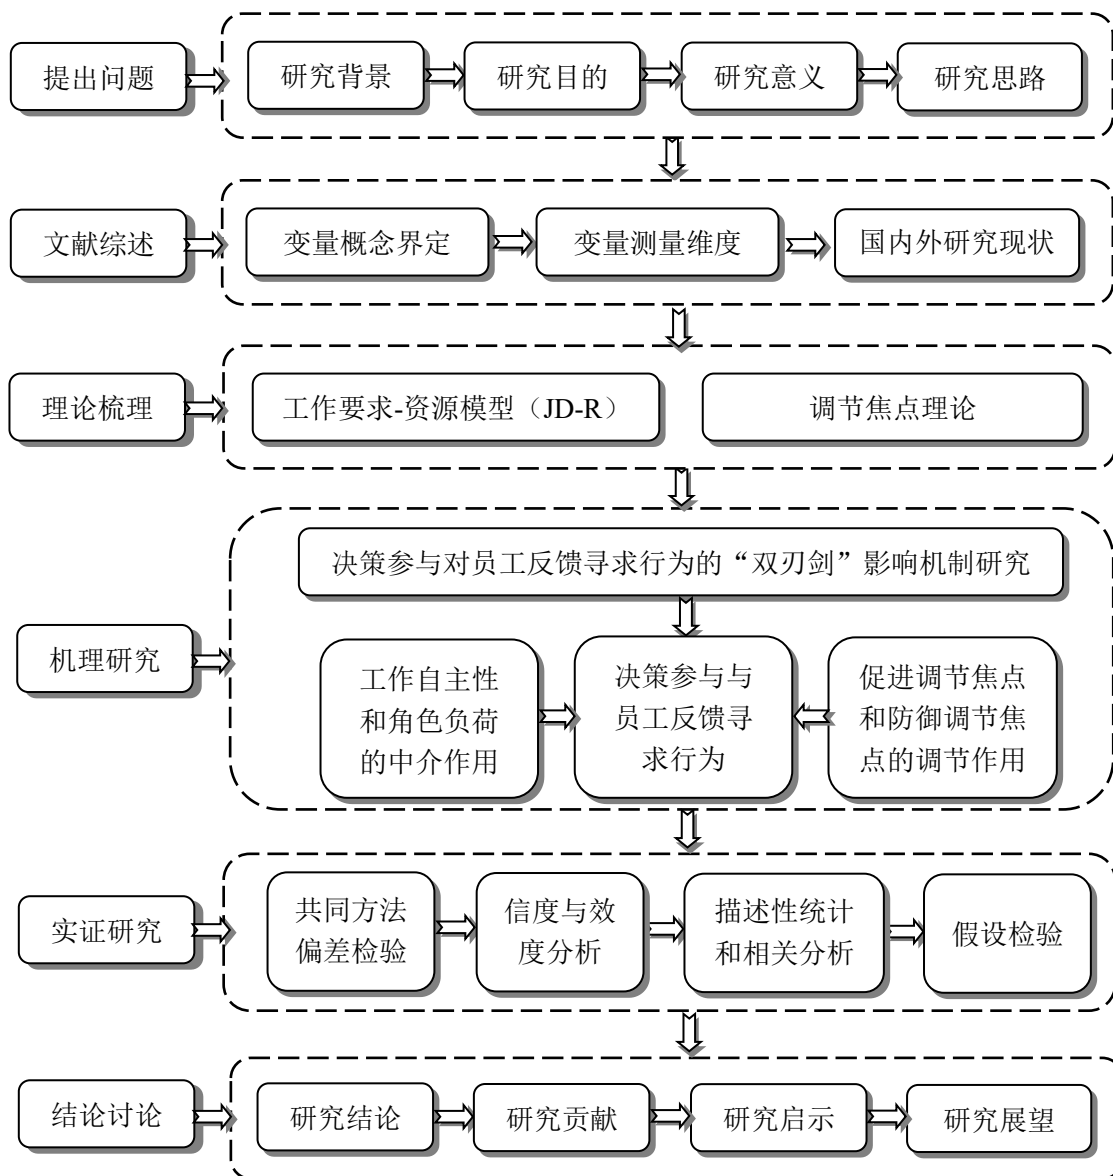 提出问题
研究背景
研究目的
研究意义
研究思路
文献综述
变量概念界定
变量测量维度
国内外研究现状
理论梳理
工作要求-资源模型（JD-R）
调节焦点理论
机理研究
决策参与对员工反馈寻求行为的“双刃剑”影响机制研究
工作自主性
和角色负荷
的中介作用
决策参与与
员工反馈寻
求行为
促进调节焦点
和防御调节焦
点的调节作用
实证研究
共同方法
偏差检验
信度与效
度分析
描述性统计
和相关分析
假设检验
结论讨论
研究结论
研究贡献
研究启示
研究展望